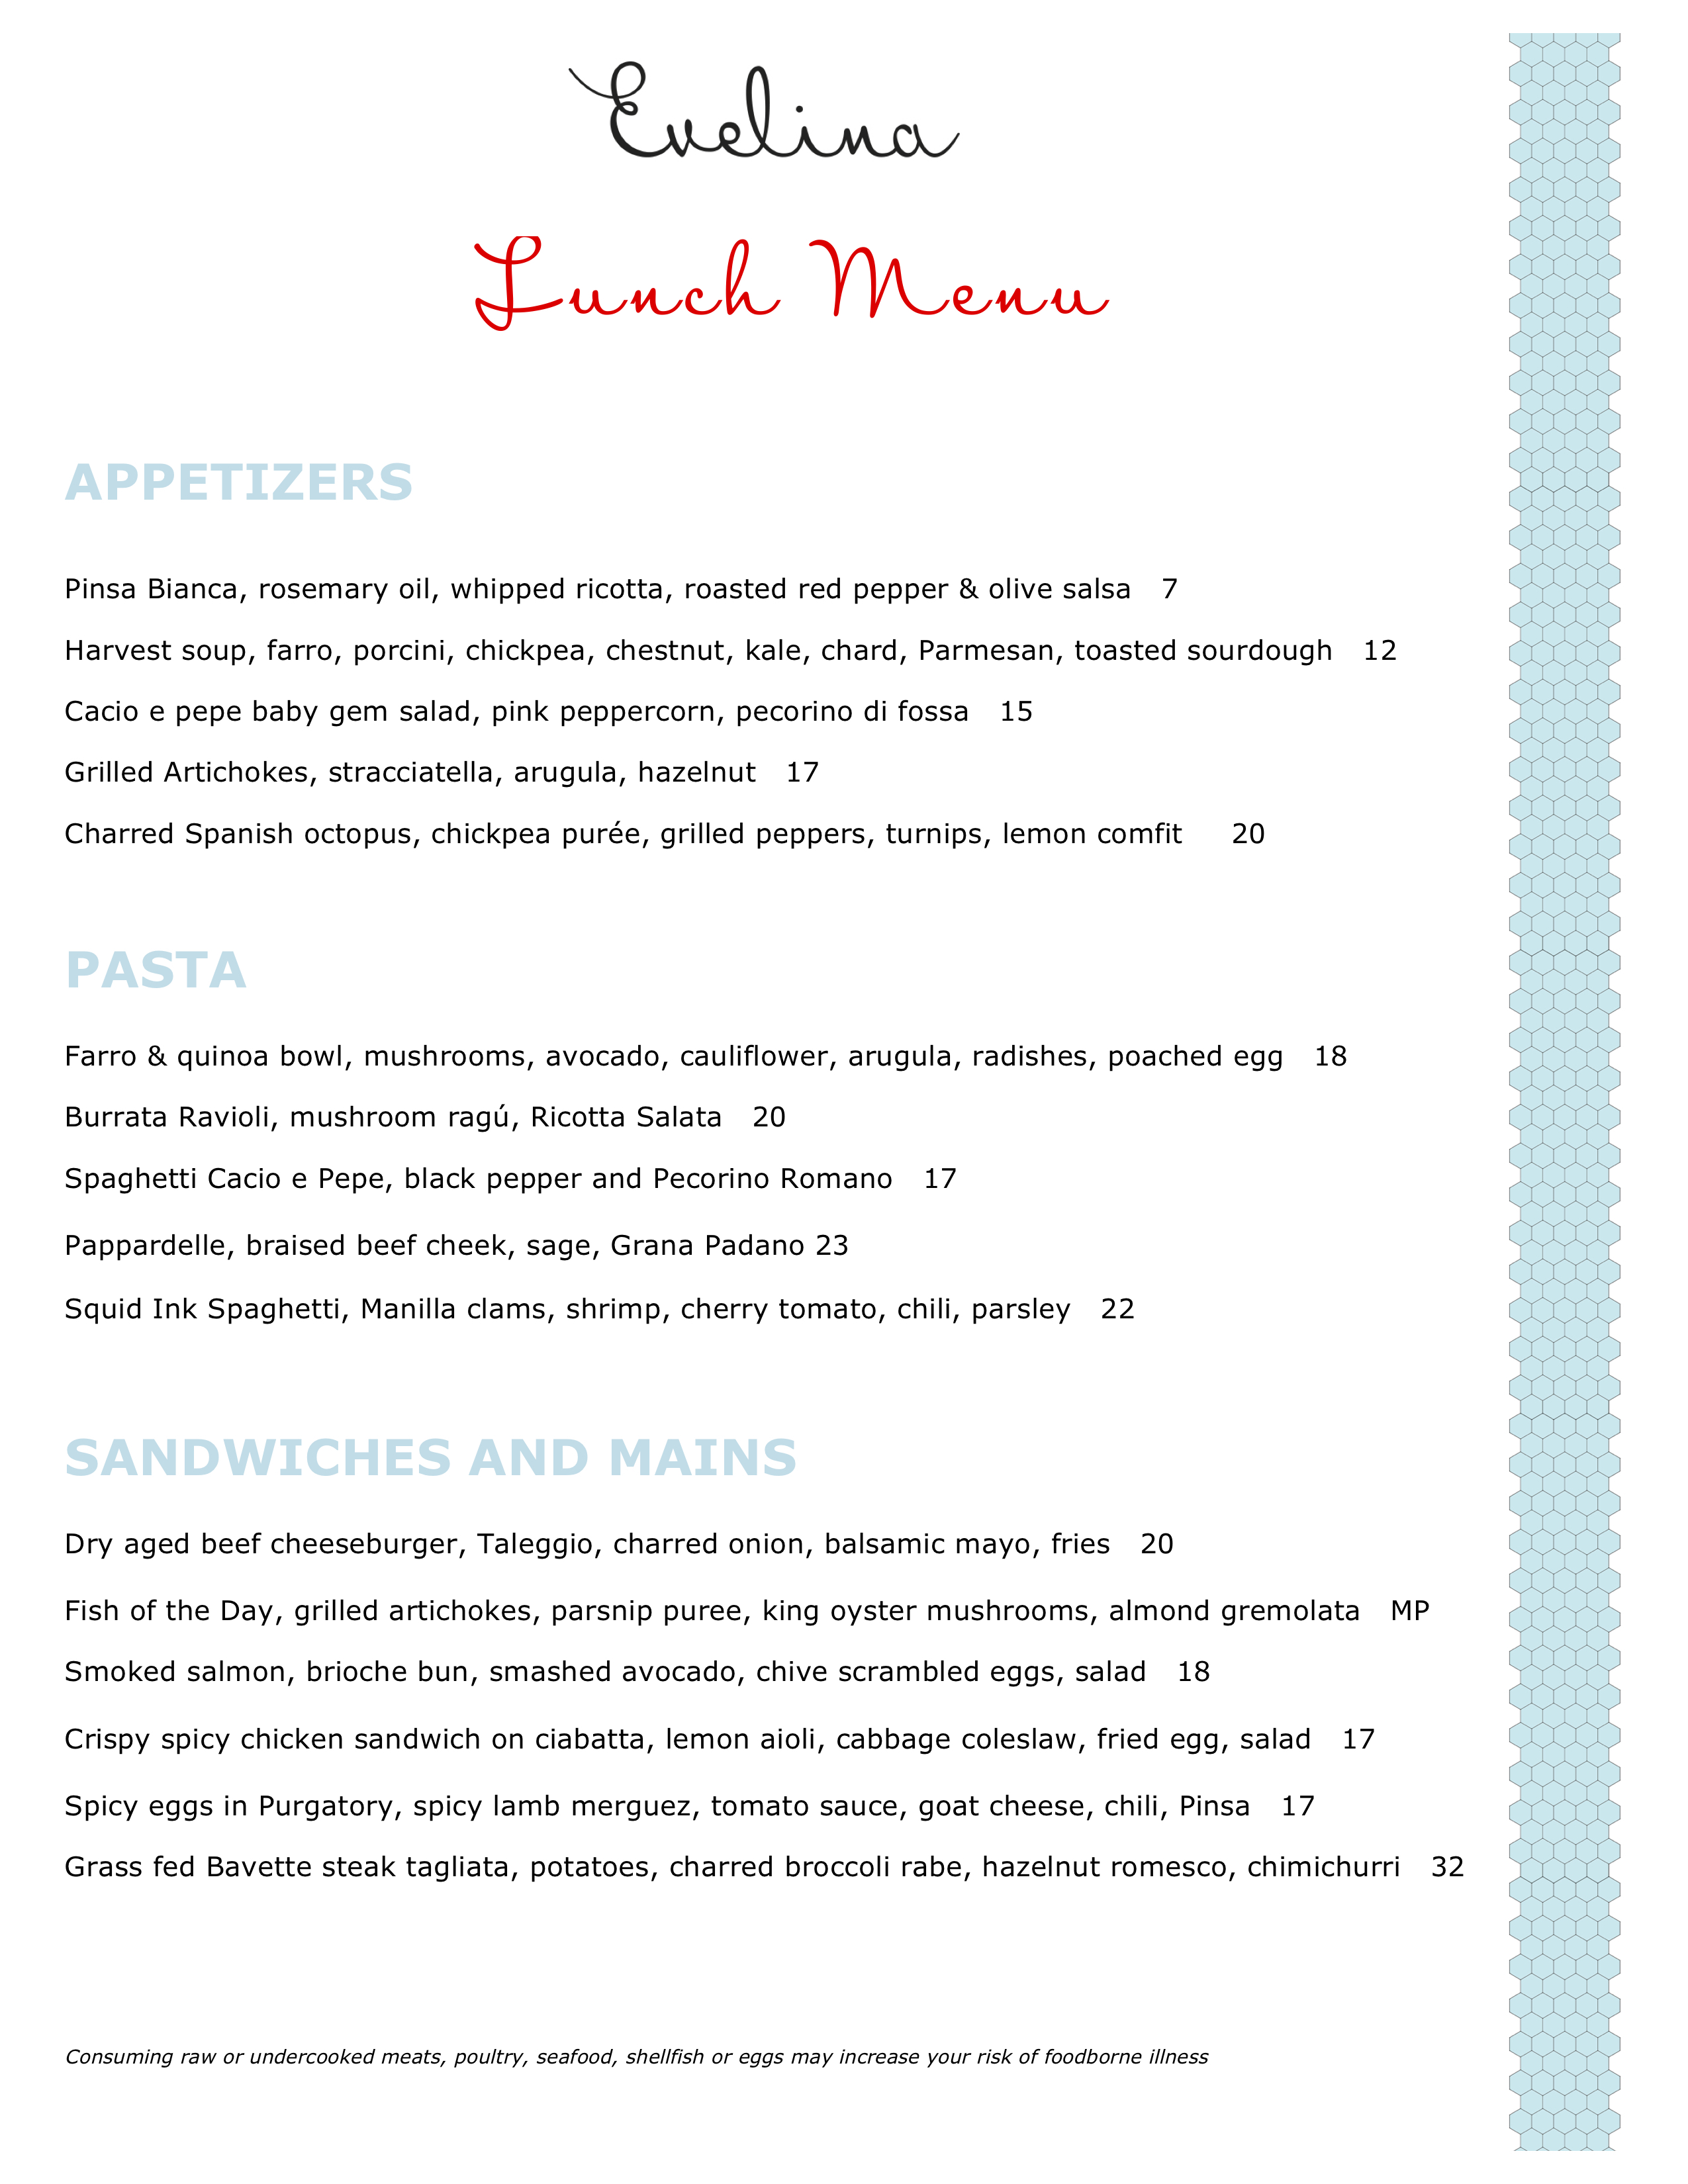 Evelina
Lunch Menu
APPETIZERS
Pinsa Bianca, rosemary oil, whipped ricotta, roasted red pepper & olive salsa 7
Harvest soup, farro, porcini, chickpea, chestnut, kale, chard, Parmesan, toasted sourdough 12
Cacio e pepe baby gem salad, pink peppercorn, pecorino di fossa 15
Grilled Artichokes, stracciatella, arugula, hazelnut 17
Charred Spanish octopus, chickpea purée, grilled peppers, turnips, lemon comfit 20
PASTA
Farro & quinoa bowl, mushrooms, avocado, cauliflower, arugula, radishes, poached egg 18
Burrata Ravioli, mushroom ragú, Ricotta Salata 20
Spaghetti Cacio e Pepe, black pepper and Pecorino Romano 17
Pappardelle, braised beef cheek, sage, Grana Padano 23
Squid Ink Spaghetti, Manilla clams, shrimp, cherry tomato, chili, parsley 22
SANDWICHES AND MAINS
Dry aged beef cheeseburger, Taleggio, charred onion, balsamic mayo, fries 20
Fish of the Day, grilled artichokes, parsnip puree, king oyster mushrooms, almond gremolata MP
Smoked salmon, brioche bun, smashed avocado, chive scrambled eggs, salad 18
Crispy spicy chicken sandwich on ciabatta, lemon aioli, cabbage coleslaw, fried egg, salad 17
Spicy eggs in Purgatory, spicy lamb merguez, tomato sauce, goat cheese, chili, Pinsa 17
Grass fed Bavette steak tagliata, potatoes, charred broccoli rabe, hazelnut romesco, chimichurri 32
Consuming raw or undercooked meats, poultry, seafood, shellfish or eggs may increase your risk of foodborne illness